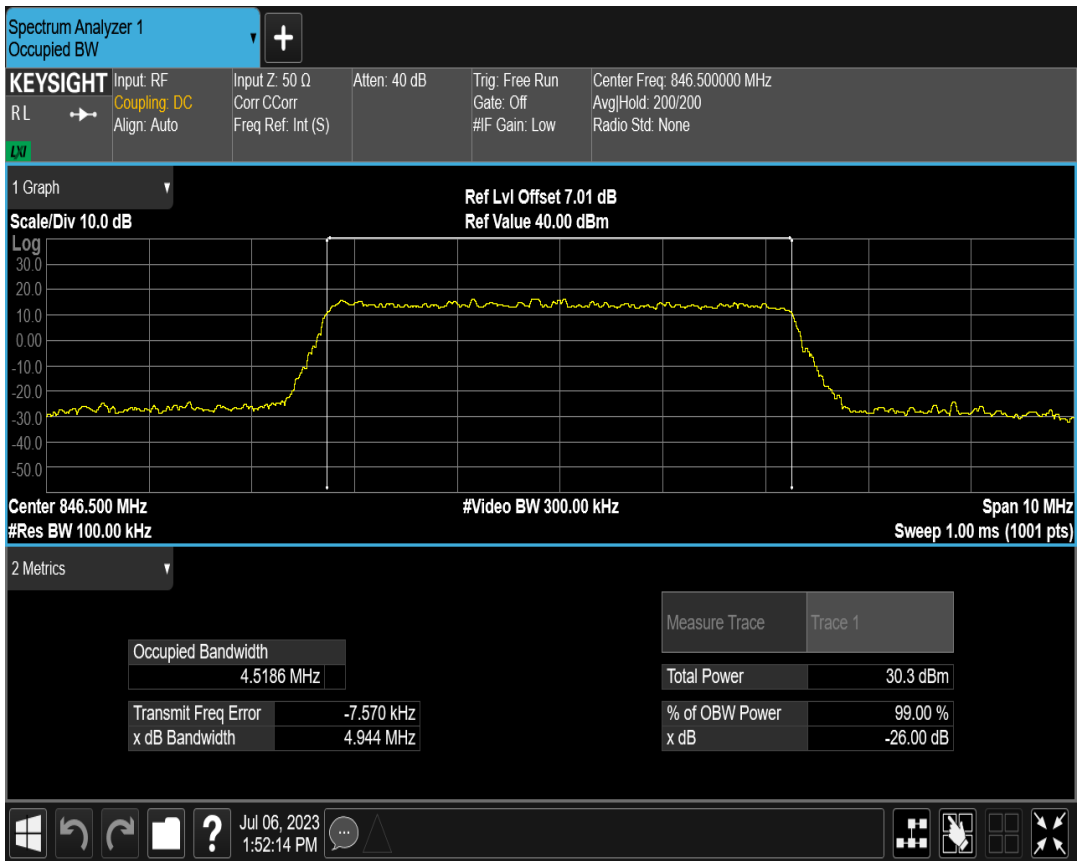 Spectrum Analyzer 1
Occupied BW
+
KEYSIGHT Input: RF Input Z: 50 Ω Atten: 40 dB Trig: Free Run Center Freq: 846.500000 MHz
RL Coupling: DC Corr CCorr Gate: Off Avg|Hold: 200/200
Align: Auto Freq Ref: Int (S) #IF Gain: Low Radio Std: None
LXI
1 Graph
Ref Lvl Offset 7.01 dB
Scale/Div 10.0 dB Ref Value 40.00 dBm
Log
30.0
20.0
10.0
0.00
-10.0
-20.0
-30.0
-40.0
-50.0
Center 846.500 MHz #Video BW 300.00 kHz Span 10 MHz
#Res BW 100.00 kHz Sweep 1.00 ms (1001 pts)
2 Metrics
Measure Trace Trace 1
Occupied Bandwidth
4.5186 MHz
Total Power 30.3 dBm
Transmit Freq Error -7.570 kHz % of OBW Power 99.00 %
x dB Bandwidth 4.944 MHz x dB -26.00 dB
?
Jul 06, 2023
1:52:14 PM